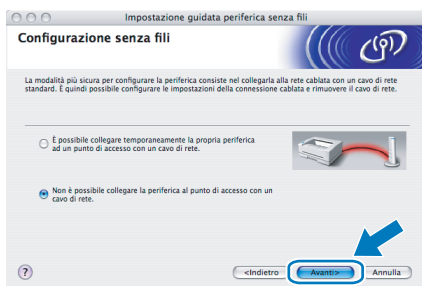 Impostazione guidata periferica senza fili
Configurazione senza fili
La modalità più sicura per configurare la periferica consiste nel collegarla alla rete cablata con un cavo di rete
standard. È quindi possibile configurare le impostazioni della connessione cablata e rimuovere il cavo di rete.
È possibile collegare temporaneamente la propria periferica
ad un punto di accesso con un cavo di rete.
Non è possibile collegare la periferica al punto di accesso con un
cavo di rete.
?
<Indietro
Avanti>
Annulla